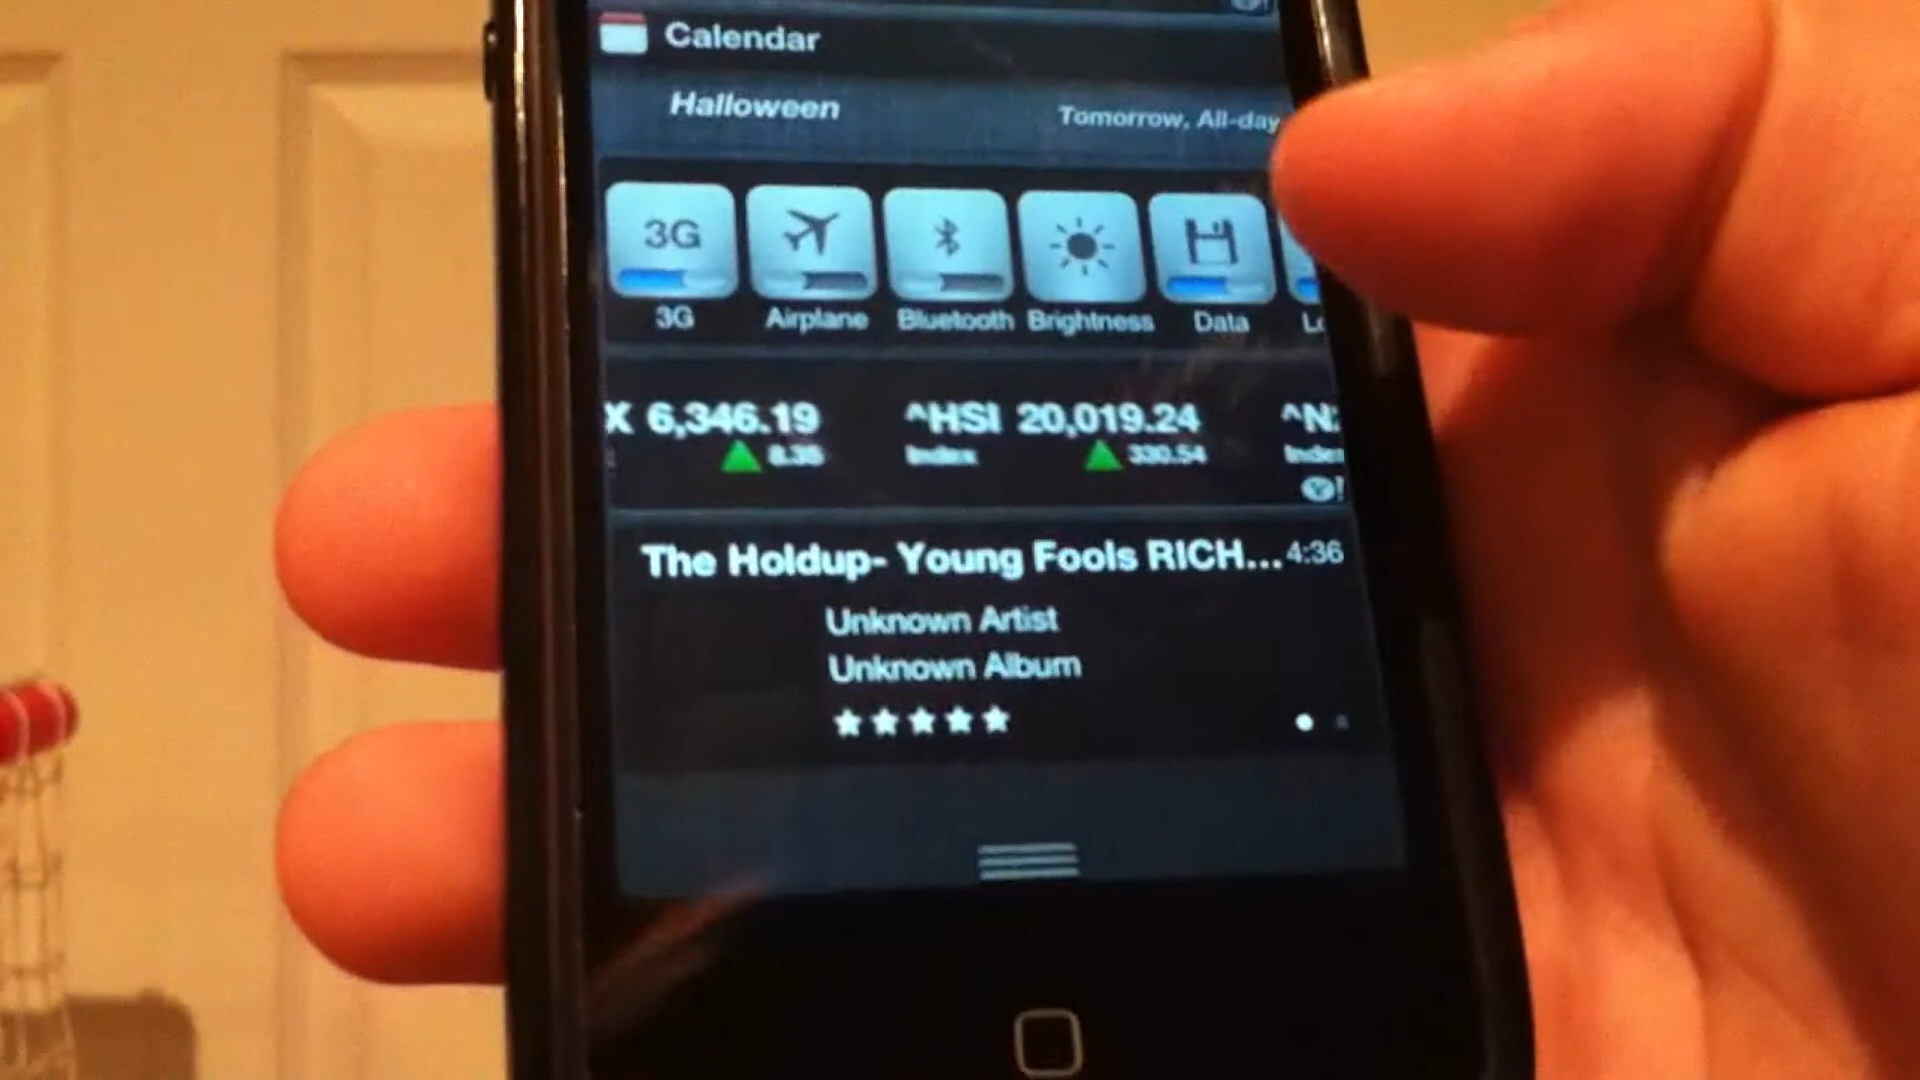 Calendar
Halloween Tomorrow, All-day
3G
3G Airplane Bluetooth Brightness Data
X 6,346.19 ^HSI 20,019.24 ^N
8.35 Index 330.54 Index
The Holdup- Young Fools RICH... 4:36
Unknown Artist
Unknown Album